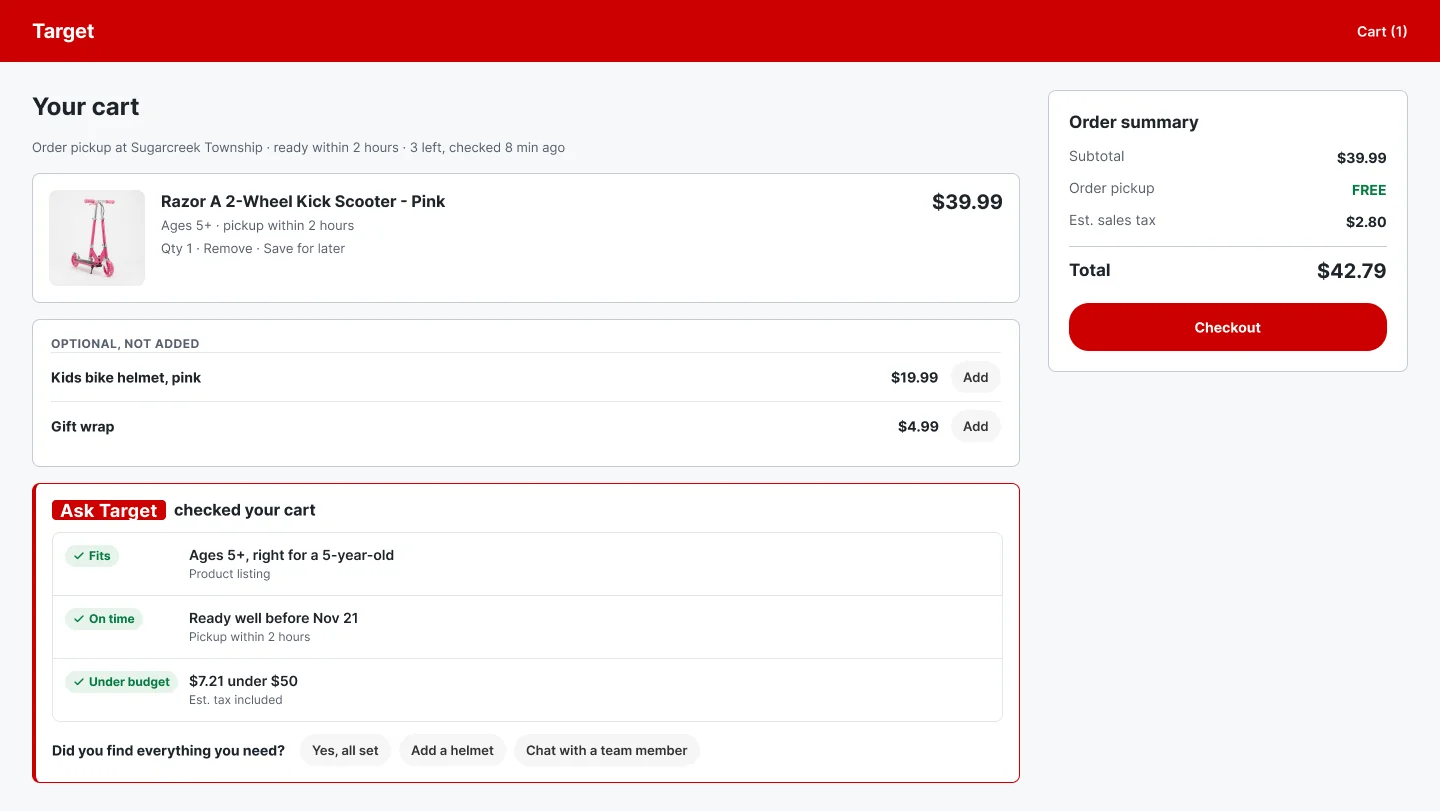 Target
Cart (1)
Your cart
Order pickup at Sugarcreek Township · ready within 2 hours · 3 left, checked 8 min ago
Razor A 2-Wheel Kick Scooter - Pink
$39.99
Ages 5+ · pickup within 2 hours
Qty 1 · Remove · Save for later
OPTIONAL, NOT ADDED
Kids bike helmet, pink
$19.99
Add
Gift wrap
$4.99
Add
Ask Target checked your cart
Fits
Ages 5+, right for a 5-year-old
Product listing
On time
Ready well before Nov 21
Pickup within 2 hours
Under budget
$7.21 under $50
Est. tax included
Did you find everything you need?
Yes, all set
Add a helmet
Chat with a team member
Order summary
Subtotal
$39.99
Order pickup
FREE
Est. sales tax
$2.80
Total
$42.79
Checkout